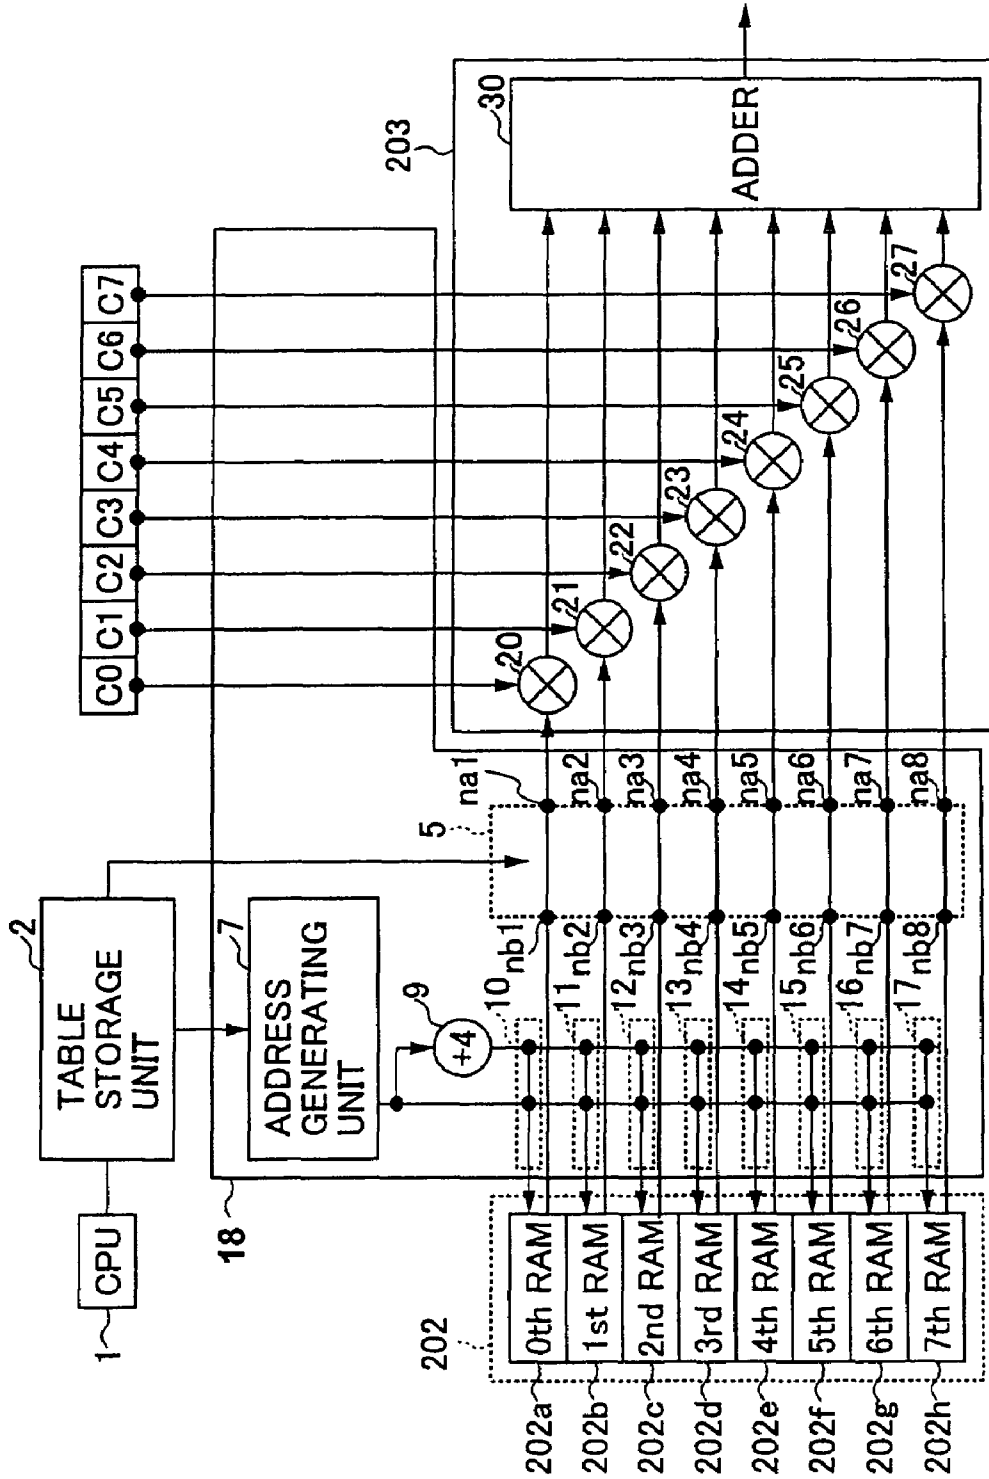 1
CPU
2
TABLE
STORAGE
UNIT
C0 C1 C2 C3 C4 C5 C6 C7
18
7
ADDRESS
GENERATING
UNIT
9
+4
5
203
30
ADDER
202
202a 0th RAM 10 nb1 na1 20
202b 1st RAM 11 nb2 na2 21
202c 2nd RAM 12 nb3 na3 22
202d 3rd RAM 13 nb4 na4 23
202e 4th RAM 14 nb5 na5 24
202f 5th RAM 15 nb6 na6 25
202g 6th RAM 16 nb7 na7 26
202h 7th RAM 17 nb8 na8 27